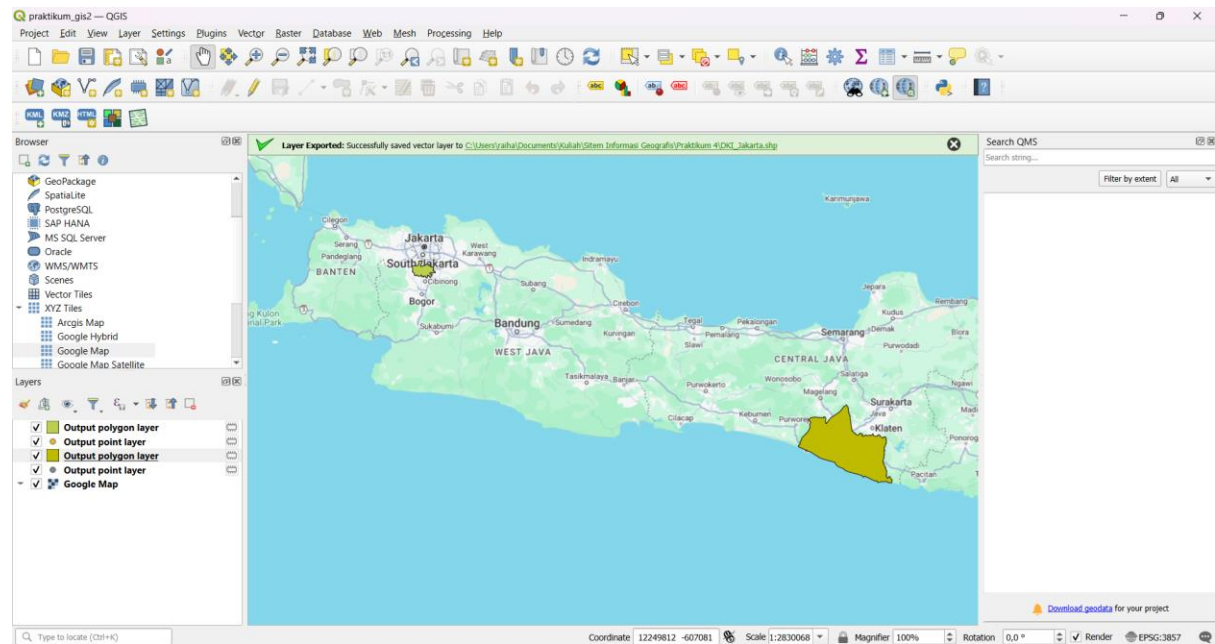 praktikum_gis2 — QGIS
Project Edit View Layer Settings Plugins Vector Raster Database Web Mesh Processing Help
KML KMZ HTML
Browser
GeoPackage
SpatiaLite
PostgreSQL
SAP HANA
MS SQL Server
Oracle
WMS/WMTS
Scenes
Vector Tiles
XYZ Tiles
Arcgis Map
Google Hybrid
Google Map
Google Map Satellite
Layers
Output polygon layer
Output point layer
Output polygon layer
Output point layer
Google Map
Layer Exported: Successfully saved vector layer to C:\Users\raiha\Documents\Kuliah\Sitem Informasi Geografis\Praktikum 4\DKI_Jakarta.shp
Karimunjawa
Cilegon
Serang
Jakarta
West
Karawang
Pandeglang
South Jakarta
BANTEN
Cibinong
Indramayu
Subang
Jepara
Bogor
Kudus
Rembang
Cirebon
Sukabumi
Bandung
Sumedang
Kuningan
Tegal
Pekalongan
Pemalang
Slawi
Semarang
Demak
Blora
Purwodadi
WEST JAVA
CENTRAL JAVA
Tasikmalaya
Banjar
Purwokerto
Wonosobo
Salatiga
Ngawi
Magelang
Surakarta
Java
Cilacap
Kebumen
Klaten
Ponorog
Pacitan
Search QMS
Search string...
Filter by extent All
Download geodata for your project
Type to locate (Ctrl+K)
Coordinate 12249812 -607081 Scale 1:2830068 Magnifier 100% Rotation 0,0 ° Render EPSG:3857